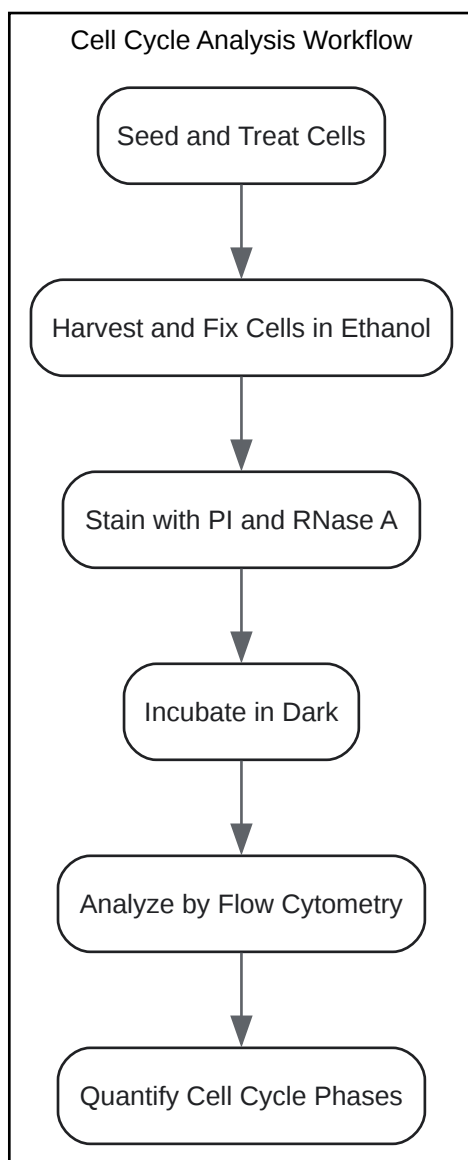 Cell Cycle Analysis Workflow
Seed and Treat Cells
Harvest and Fix Cells in Ethanol
Stain with PI and RNase A
Incubate in Dark
Analyze by Flow Cytometry
Quantify Cell Cycle Phases